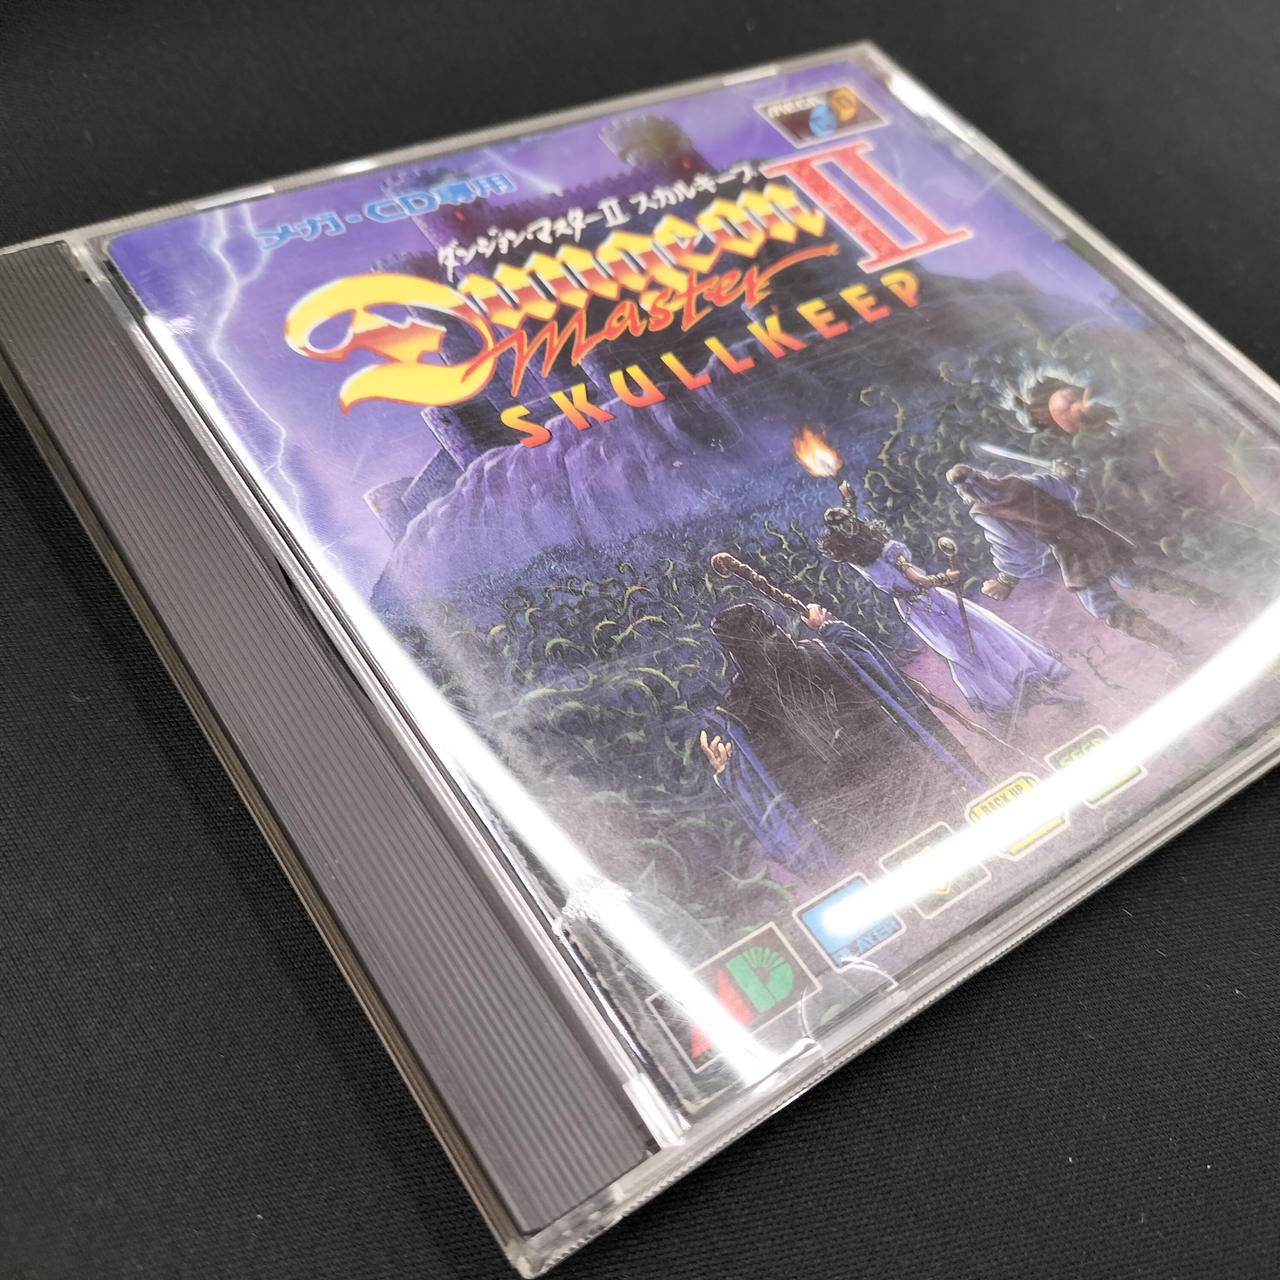 MEGA
メガ・CD専用
ダンジョン・マスターII スカルキープ
Dungeon Master II
SKULLKEEP
SEGA
BACK UP
PLAYER